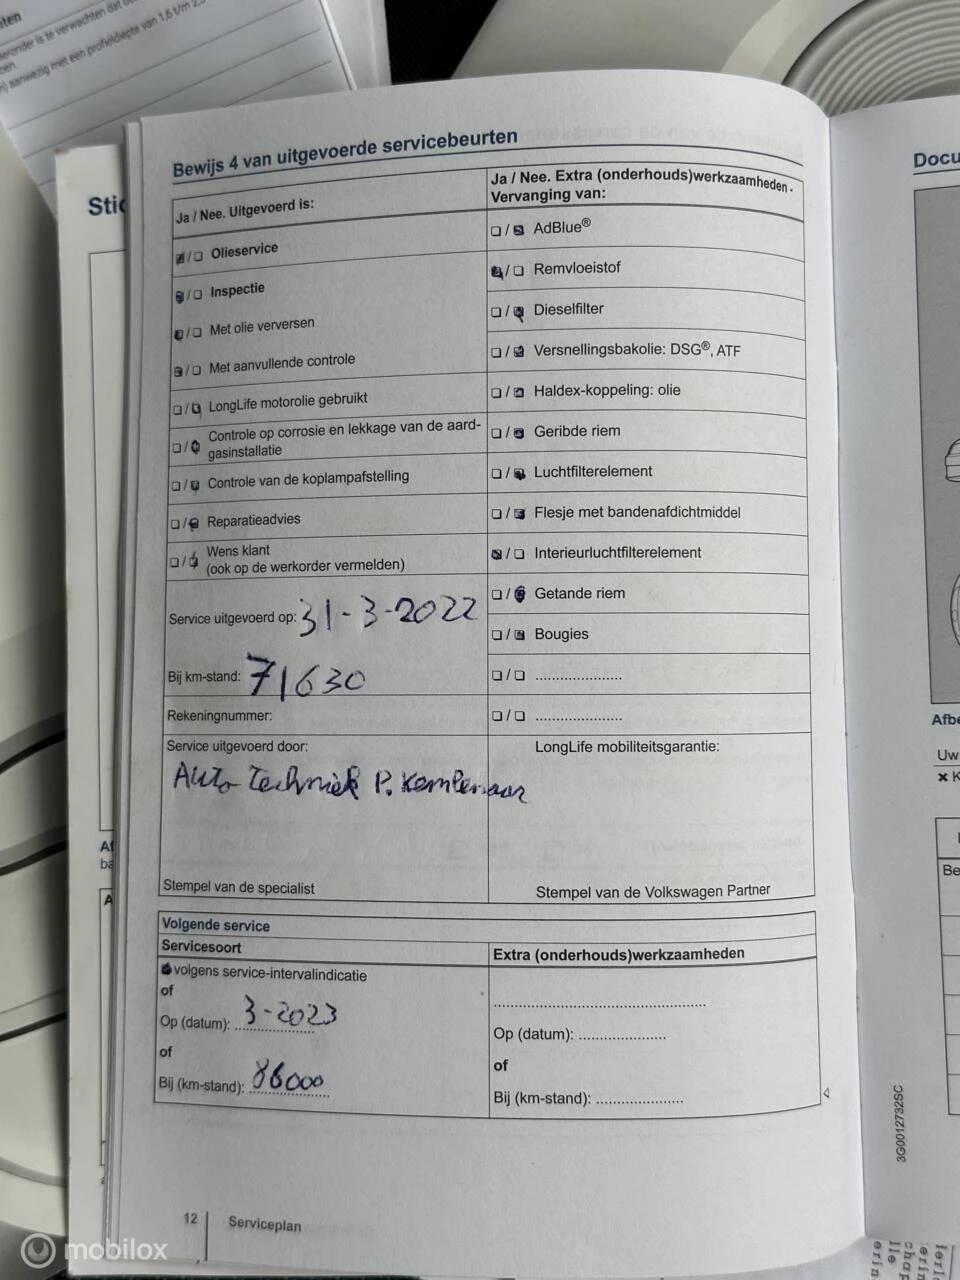 Bewijs 4 van uitgevoerde servicebeurten
Ja / Nee. Uitgevoerd is:
/ Olieservice
/ Inspectie
/ Met olie verversen
/ Met aanvullende controle
/ LongLife motorolie gebruikt
/ Controle op corrosie en lekkage van de aard-
gasinstallatie
/ Controle van de koplampafstelling
/ Reparatieadvies
/ Wens klant
(ook op de werkorder vermelden)
Service uitgevoerd op: 31-3-2022
Bij km-stand: 71630
Rekeningnummer:
Service uitgevoerd door:
Auto Techniek P. Kemlenaar
Stempel van de specialist
Ja / Nee. Extra (onderhouds)werkzaamheden.
Vervanging van:
/ AdBlue®
/ Remvloeistof
/ Dieselfilter
/ Versnellingsbakolie: DSG®, ATF
/ Haldex-koppeling: olie
/ Geribde riem
/ Luchtfilterelement
/ Flesje met bandenafdichtmiddel
/ Interieurluchtfilterelement
/ Getande riem
/ Bougies
/ .....................
/ .....................
LongLife mobiliteitsgarantie:
Stempel van de Volkswagen Partner
Volgende service
Servicesoort
volgens service-intervalindicatie
of
Op (datum): 3-2023
of
Bij (km-stand): 86000
Extra (onderhouds)werkzaamheden
Op (datum): .....................
of
Bij (km-stand): .....................
12 Serviceplan
3G0012732SC
Stic
Docu
Afbe
Uw
Be
mobilox